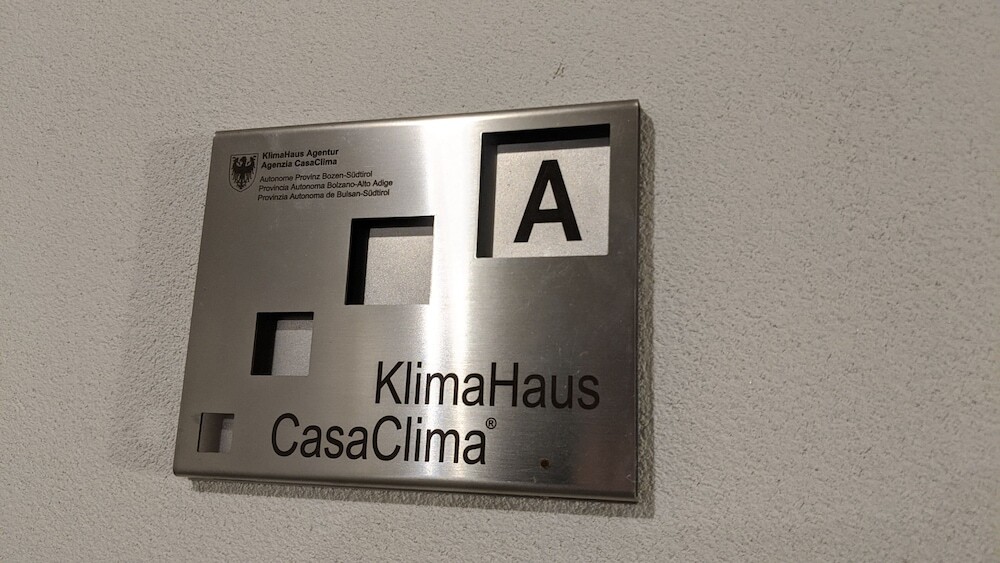 KlimaHaus Agentur
Agenzia CasaClima
Autonome Provinz Bozen-Südtirol
Provincia Autonoma Bolzano-Alto Adige
Provinzia Autonoma de Bulsan-Südtirol
A
KlimaHaus
CasaClima®